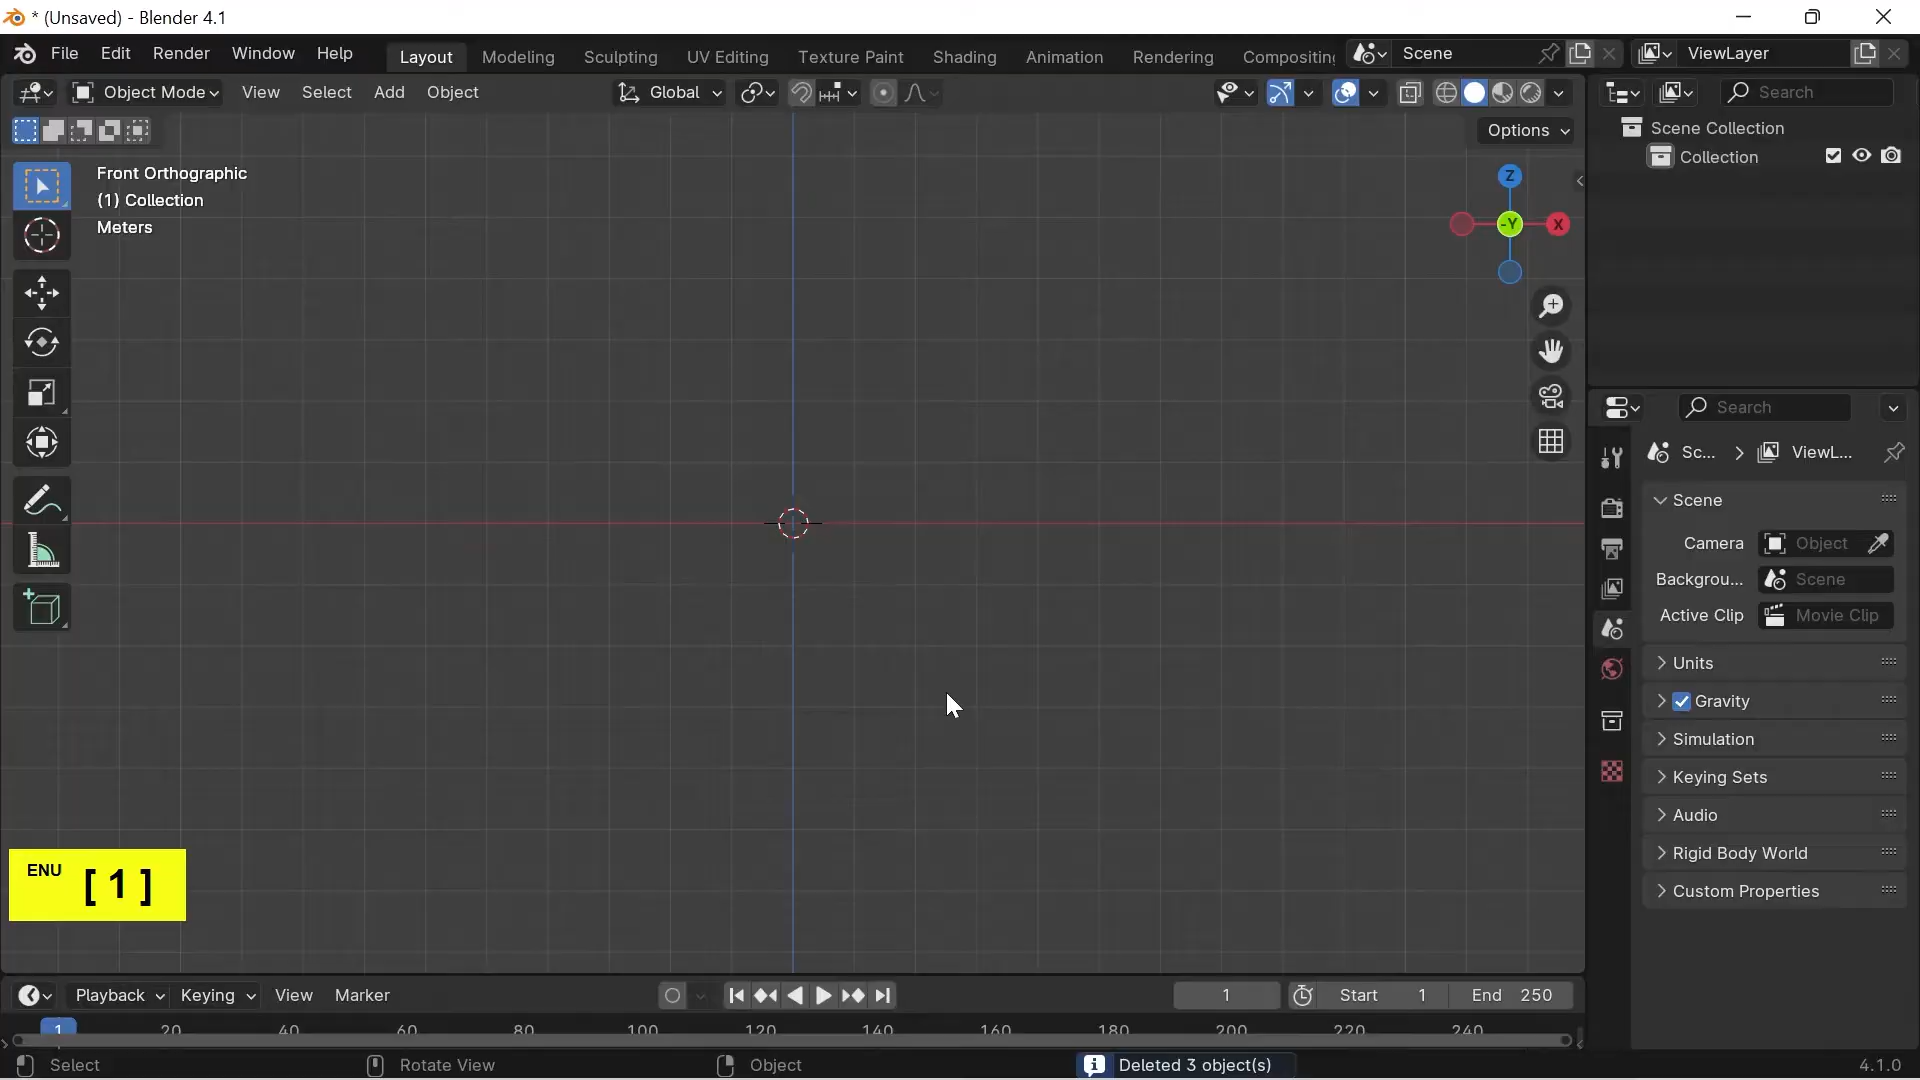 * (Unsaved) - Blender 4.1
File Edit Render Window Help Layout Modeling Sculpting UV Editing Texture Paint Shading Animation Rendering Compositin Scene ViewLayer
Object Mode View Select Add Object Global Search
Options
Scene Collection
Collection
Front Orthographic
(1) Collection
Meters
Z
-Y X
Search
Sc... ViewL...
Scene
Camera Object
Backgrou... Scene
Active Clip Movie Clip
Units
Gravity
Simulation
Keying Sets
Audio
Rigid Body World
Custom Properties
ENU [ 1 ]
Playback Keying View Marker 1 Start 1 End 250
1 20 40 60 80 100 120 140 160 180 200 220 240
Select Rotate View Object Deleted 3 object(s) 4.1.0